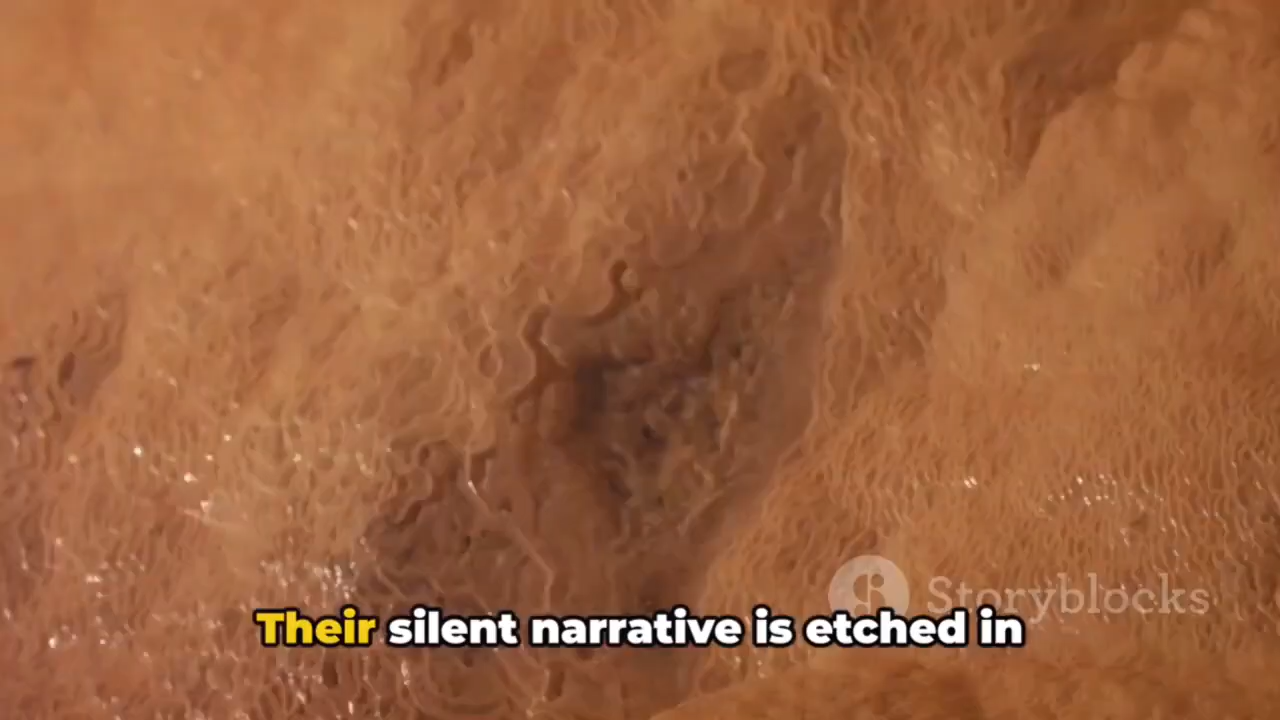 Storyblocks
Their silent narrative is etched in